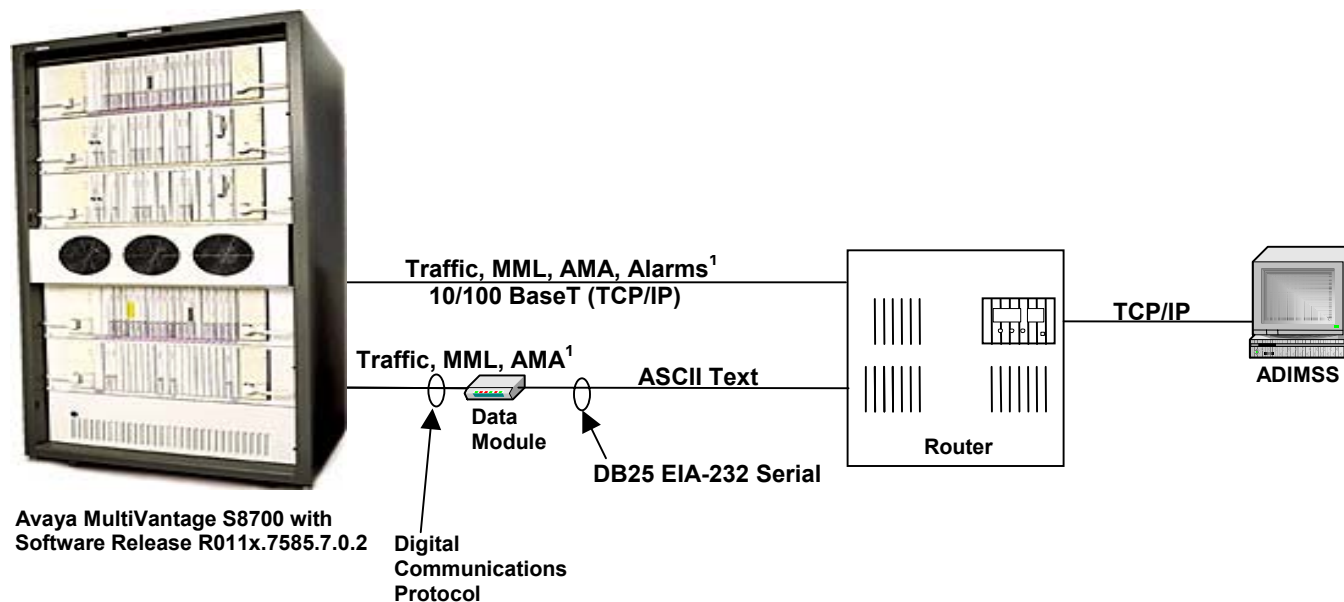 Traffic, MML, AMA, Alarms¹
10/100 BaseT (TCP/IP)
TCP/IP
ADIMSS
Traffic, MML, AMA¹
ASCII Text
Data
Module
Router
DB25 EIA-232 Serial
Avaya MultiVantage S8700 with
Software Release R011x.7585.7.0.2
Digital
Communications
Protocol